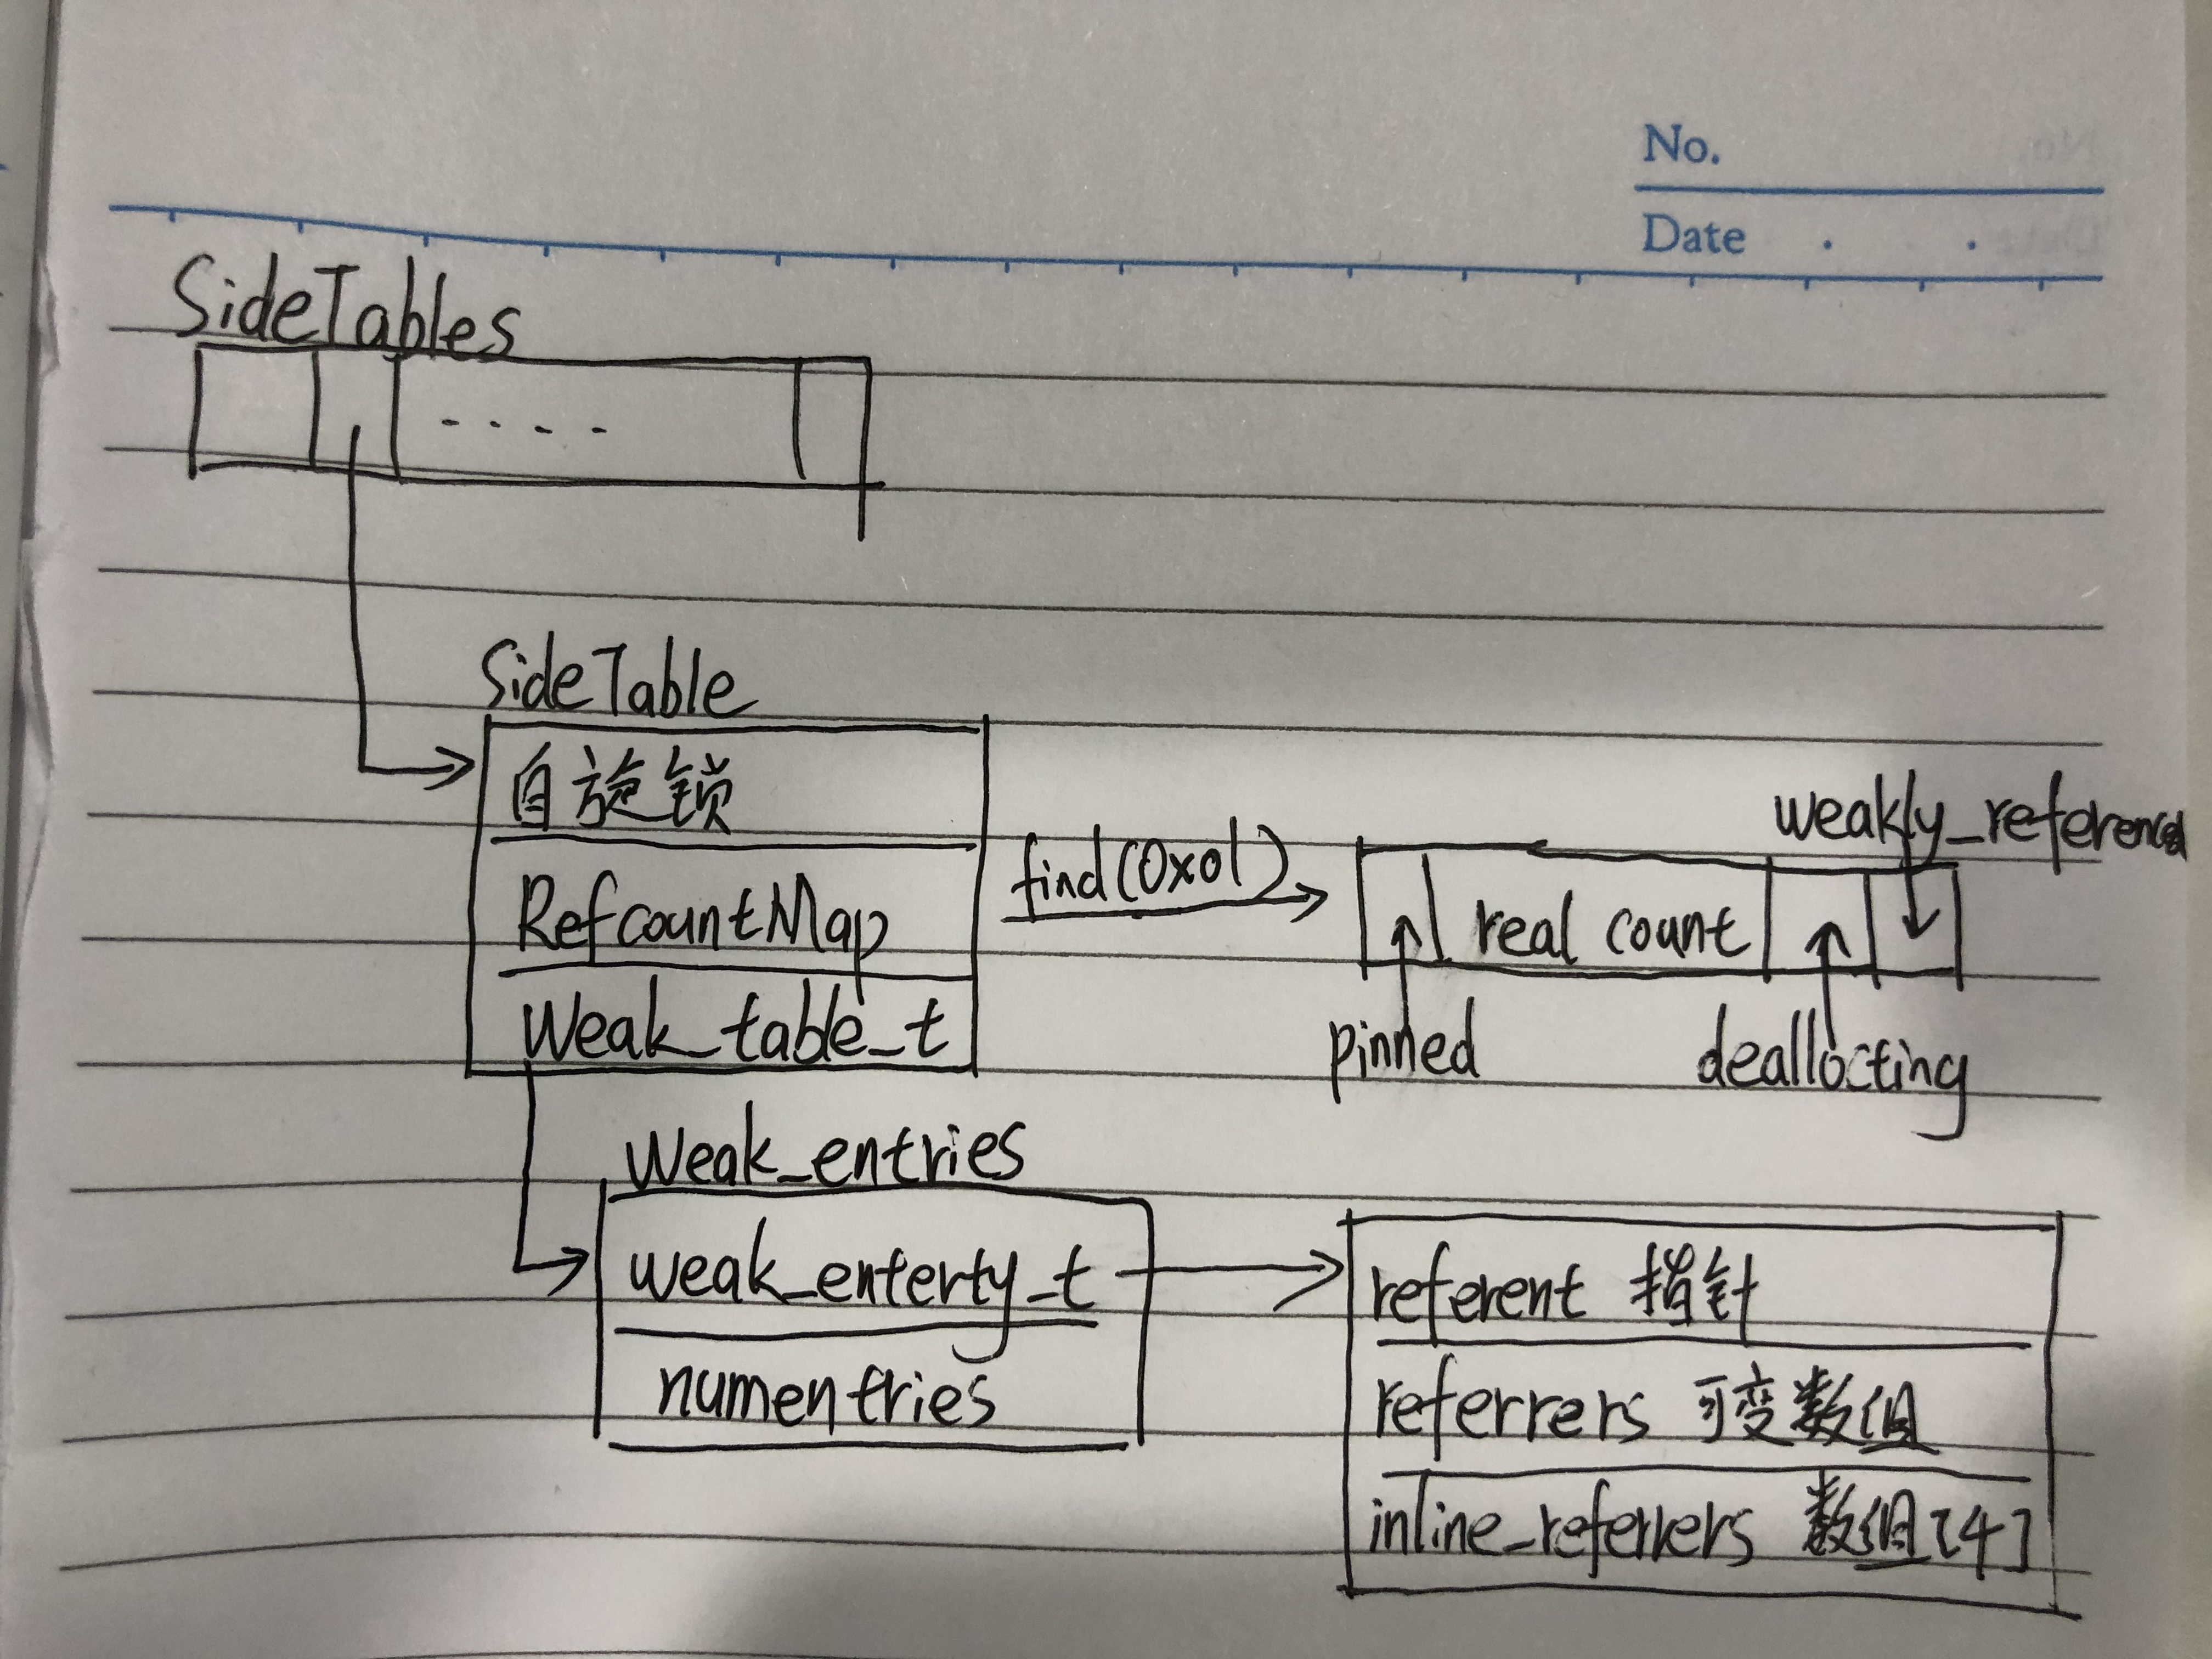 No.
Date
SideTables
SideTable
自旋锁
RefcountMap
Weak_table_t
find(0x01)
weakly_referenced
real count
pinned
deallocting
Weak_entries
weak_enterty_t
numentries
referent 指针
referrers 可变数组
inline_referrers 数组[4]